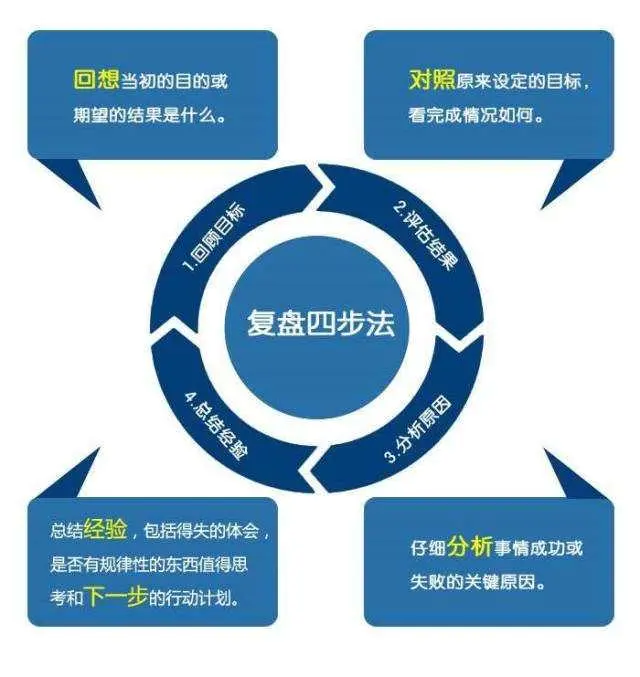 回想当初的目的或
期望的结果是什么。
对照原来设定的目标,
看完成情况如何。
1.回顾目标
2.评估结果
复盘四步法
4.总结经验
3.分析原因
总结经验,包括得失的体会,
是否有规律性的东西值得思
考和下一步的行动计划。
仔细分析事情成功或
失败的关键原因。